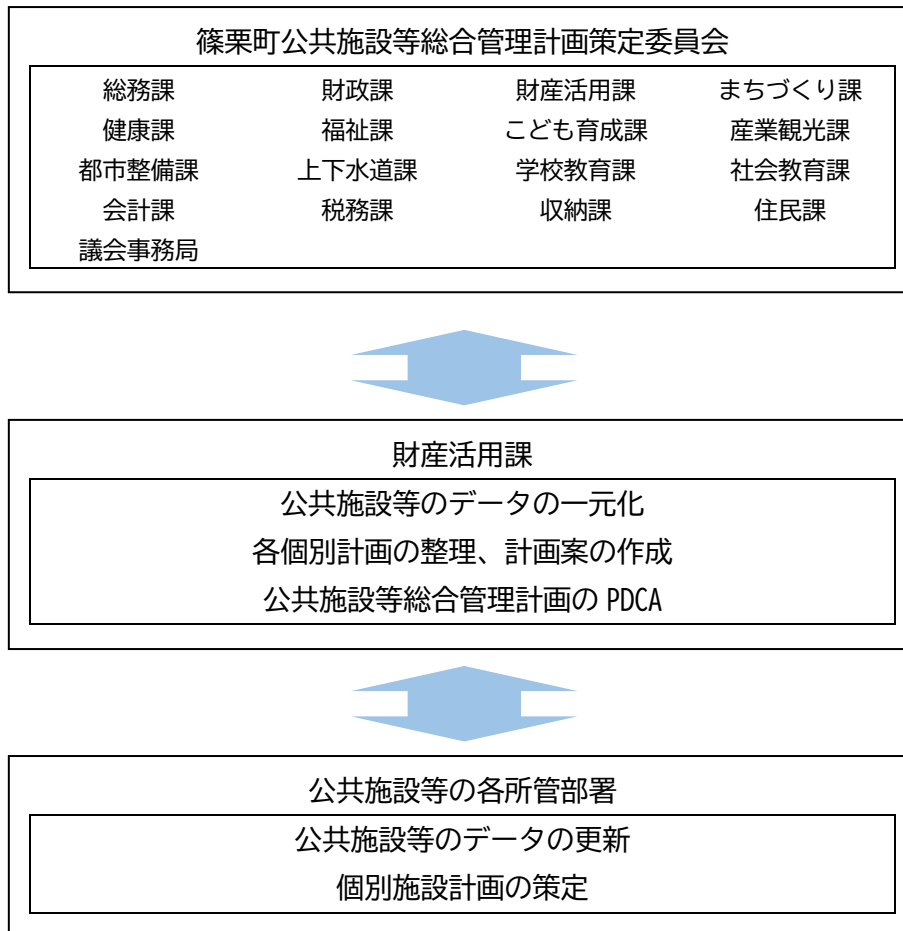 篠栗町公共施設等総合管理計画策定委員会
総務課 財政課 財産活用課 まちづくり課
健康課 福祉課 こども育成課 産業観光課
都市整備課 上下水道課 学校教育課 社会教育課
会計課 税務課 収納課 住民課
議会事務局
財産活用課
公共施設等のデータの一元化
各個別計画の整理、計画案の作成
公共施設等総合管理計画の PDCA
公共施設等の各所管部署
公共施設等のデータの更新
個別施設計画の策定